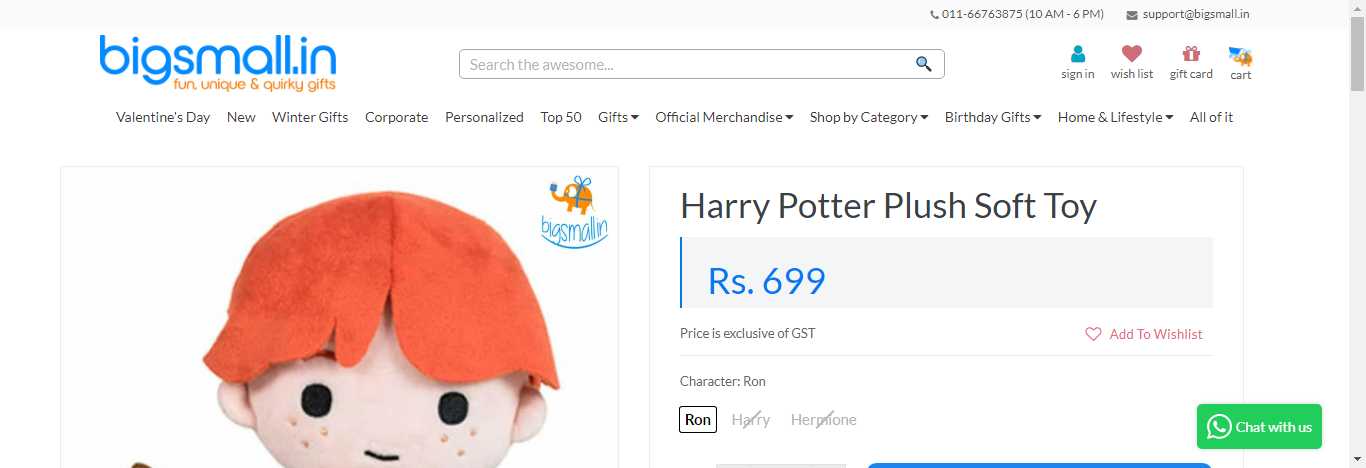 011-66763875 (10 AM - 6 PM) support@bigsmall.in
bigsmall.in
fun, unique & quirky gifts
Search the awesome...
sign in wish list gift card cart
Valentine's Day New Winter Gifts Corporate Personalized Top 50 Gifts Official Merchandise Shop by Category Birthday Gifts Home & Lifestyle All of it
bigsmall.in
Harry Potter Plush Soft Toy
Rs. 699
Price is exclusive of GST Add To Wishlist
Character: Ron
Ron Harry Hermione
Chat with us